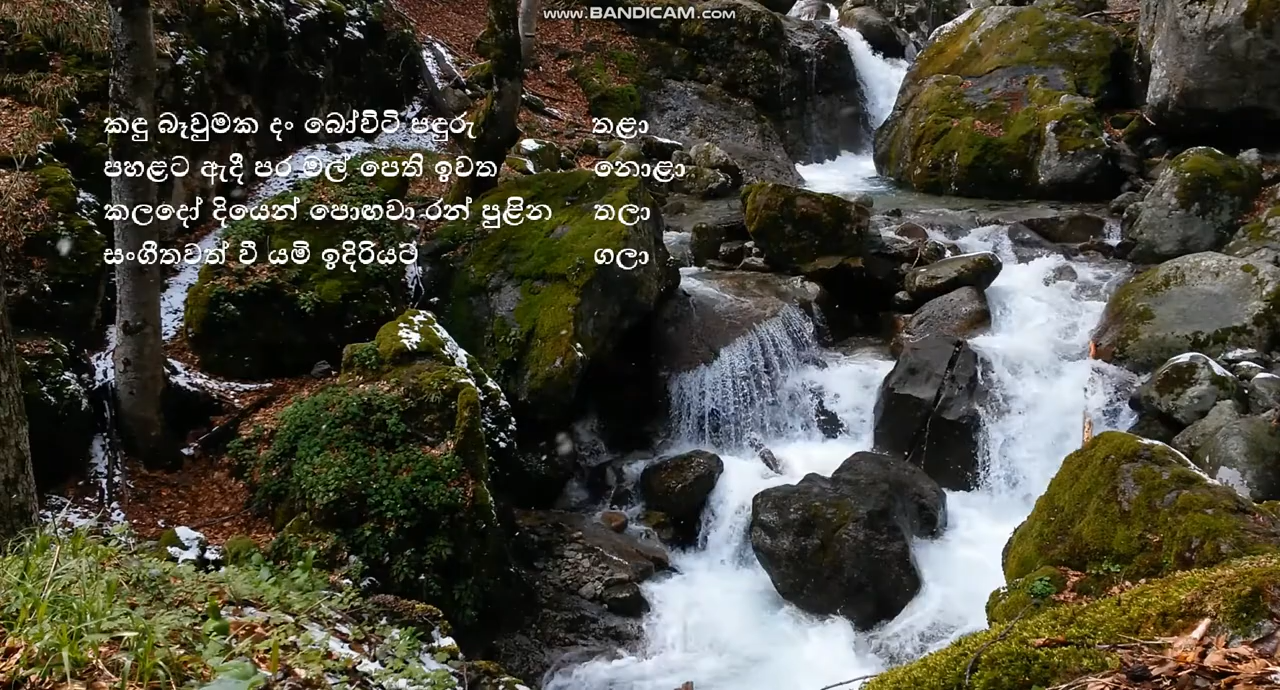 www.BANDICAM.com
කඳු බෑවුමක දං බෝවිටි පඳුරු තළා
පහළට ඇදී පර මල් පෙති ඉවත නොළා
කලදෝ දියෙන් පොඟවා රන් පුළින තලා
සංගීතවත් වී යමි ඉදිරියට ගලා